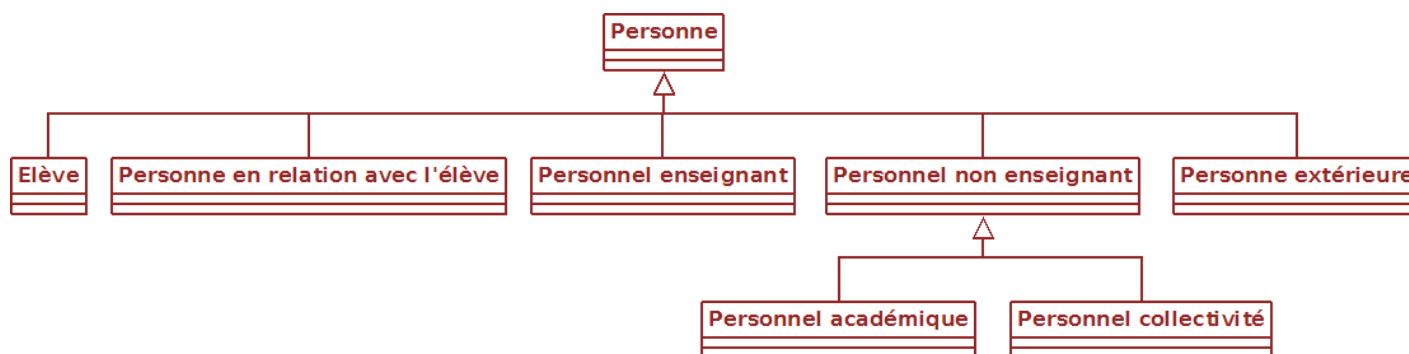 Personne
Elève
Personne en relation avec l'élève
Personnel enseignant
Personnel non enseignant
Personne extérieure
Personnel académique
Personnel collectivité